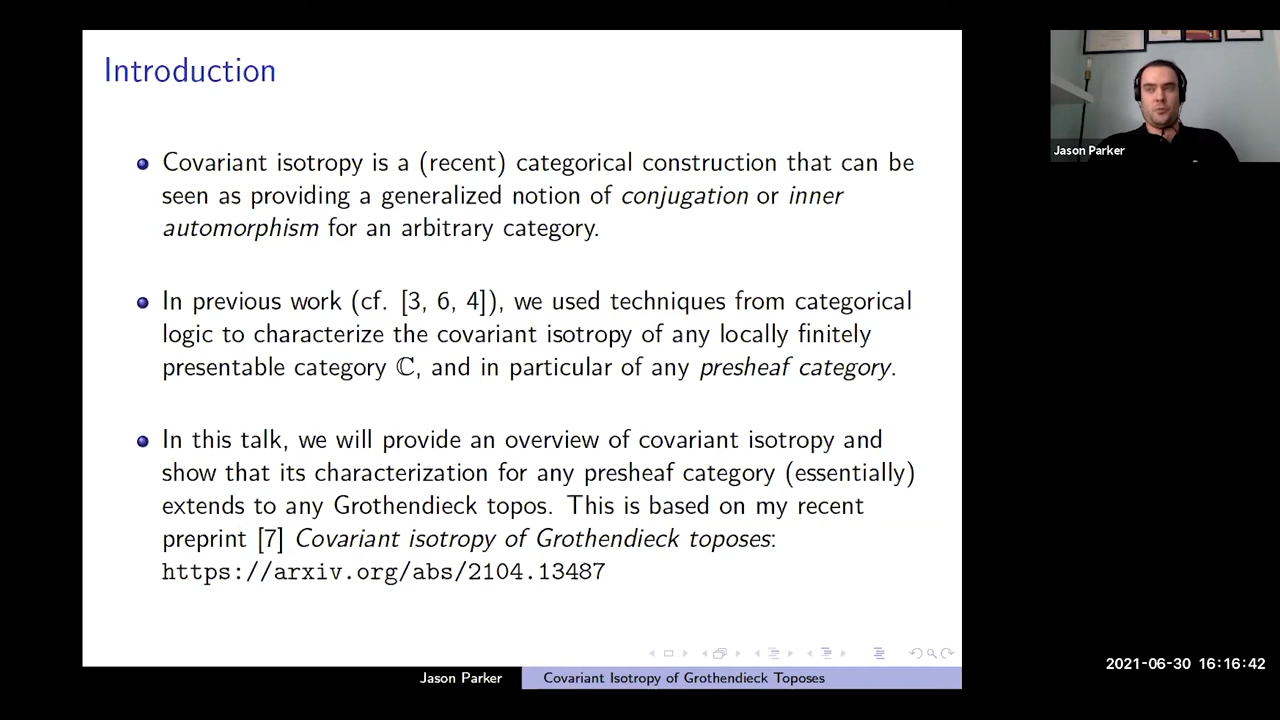 Introduction
Covariant isotropy is a (recent) categorical construction that can be
seen as providing a generalized notion of conjugation or inner
automorphism for an arbitrary category.
In previous work (cf. [3, 6, 4]), we used techniques from categorical
logic to characterize the covariant isotropy of any locally finitely
presentable category ℂ, and in particular of any presheaf category.
In this talk, we will provide an overview of covariant isotropy and
show that its characterization for any presheaf category (essentially)
extends to any Grothendieck topos. This is based on my recent
preprint [7] Covariant isotropy of Grothendieck toposes:
https://arxiv.org/abs/2104.13487
Jason Parker
Covariant Isotropy of Grothendieck Toposes
Jason Parker
2021-06-30 16:16:42